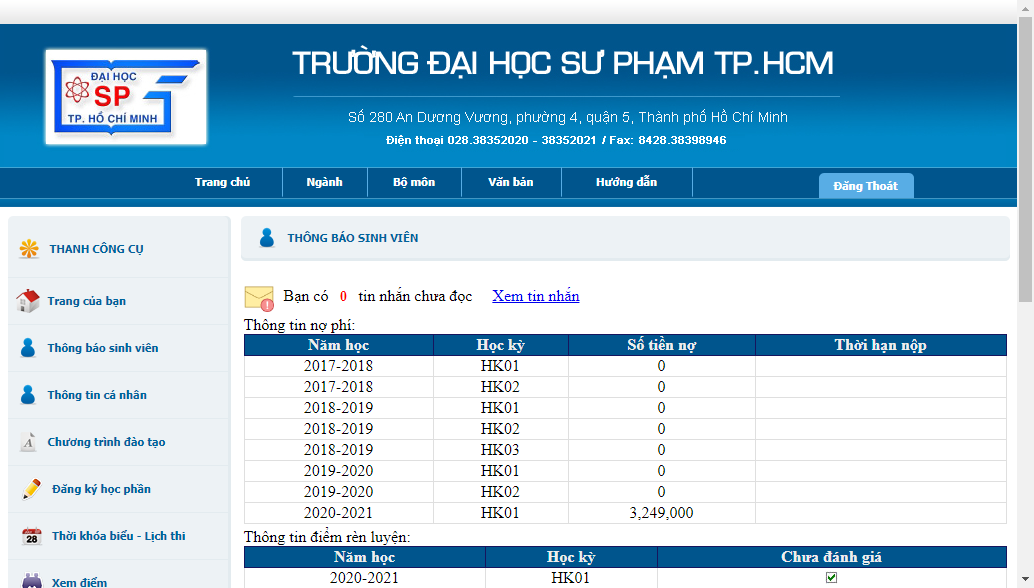 ĐẠI HỌC
SP
TP. HỒ CHÍ MINH
TRƯỜNG ĐẠI HỌC SƯ PHẠM TP.HCM
Số 280 An Dương Vương, phường 4, quận 5, Thành phố Hồ Chí Minh
Điện thoại 028.38352020 - 38352021 / Fax: 8428.38398946
Trang chủ Ngành Bộ môn Văn bản Hướng dẫn Đăng Thoát
THANH CÔNG CỤ
Trang của bạn
Thông báo sinh viên
Thông tin cá nhân
Chương trình đào tạo
Đăng ký học phần
28 Thời khóa biểu - Lịch thi
Xem điểm
THÔNG BÁO SINH VIÊN
Bạn có 0 tin nhắn chưa đọc Xem tin nhắn
Thông tin nợ phí:
Năm học Học kỳ Số tiền nợ Thời hạn nộp
2017-2018 HK01 0
2017-2018 HK02 0
2018-2019 HK01 0
2018-2019 HK02 0
2018-2019 HK03 0
2019-2020 HK01 0
2019-2020 HK02 0
2020-2021 HK01 3,249,000
Thông tin điểm rèn luyện:
Năm học Học kỳ Chưa đánh giá
2020-2021 HK01